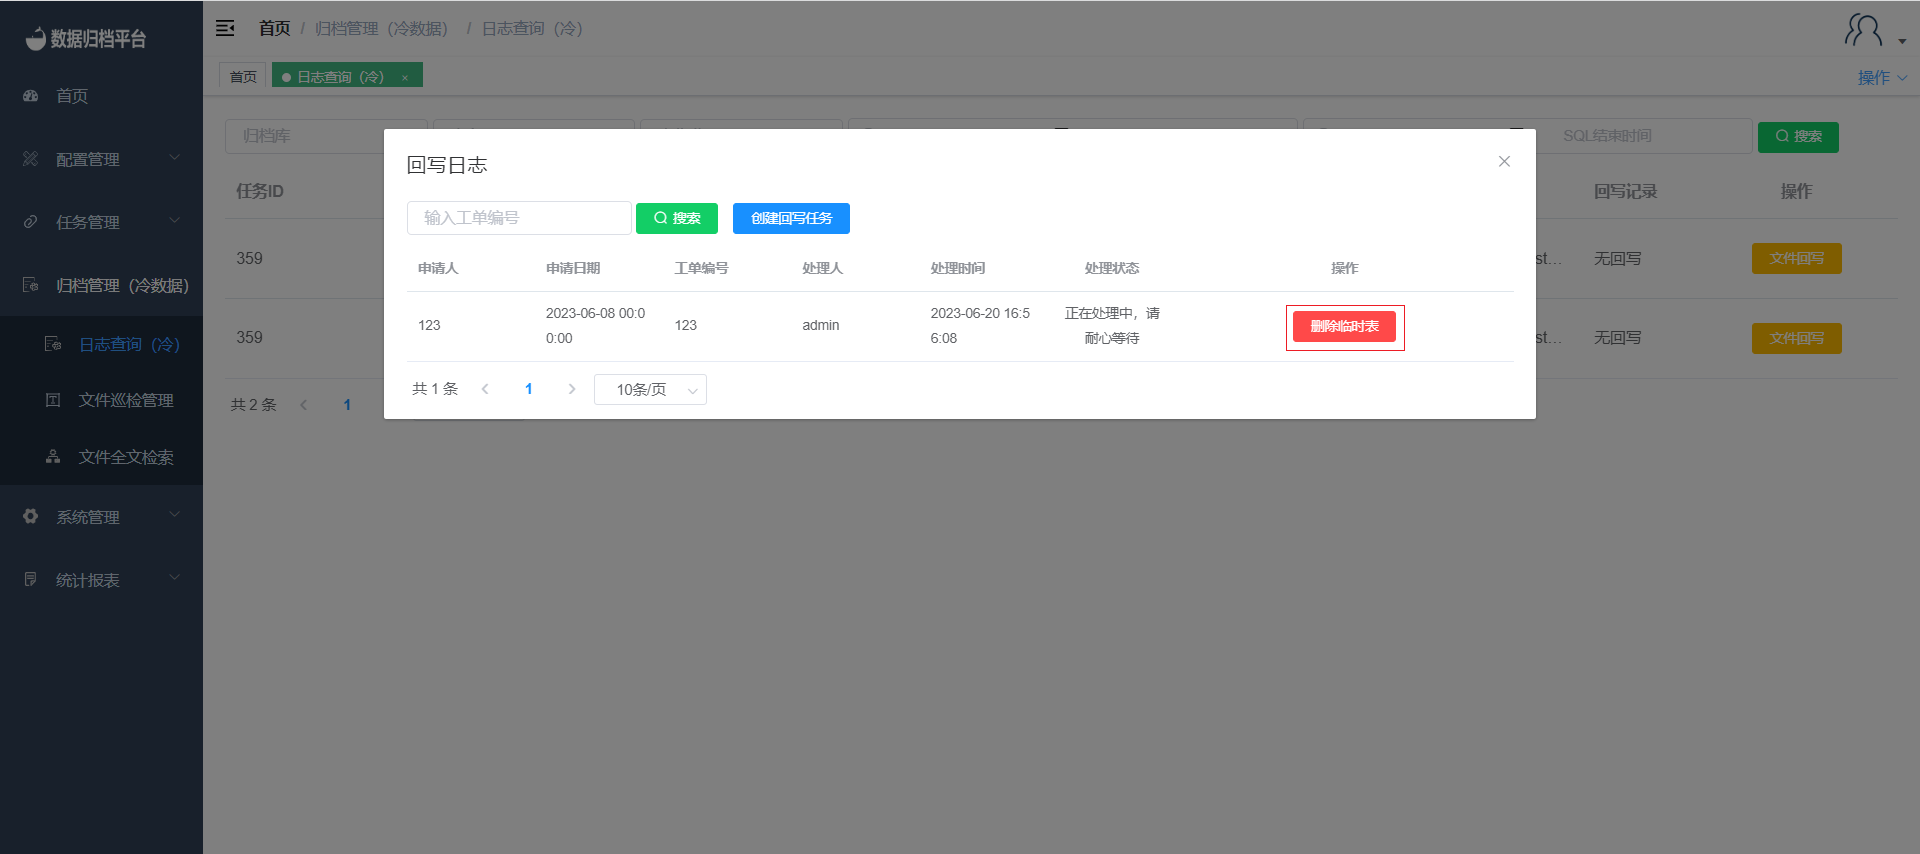 数据归档平台
首页 / 归档管理（冷数据） / 日志查询（冷）
首页
日志查询（冷） ×
操作
首页
配置管理
任务管理
归档管理（冷数据）
日志查询（冷）
文件巡检管理
文件全文检索
系统管理
统计报表
归档库
SQL结束时间
搜索
任务ID
回写记录
操作
359
st...
无回写
文件回写
359
st...
无回写
文件回写
共 2 条
1
回写日志
输入工单编号
搜索
创建回写任务
申请人 申请日期 工单编号 处理人 处理时间 处理状态 操作
123
2023-06-08 00:0
0:00
123
admin
2023-06-20 16:5
6:08
正在处理中，请
耐心等待
删除临时表
共 1 条
1
10条/页